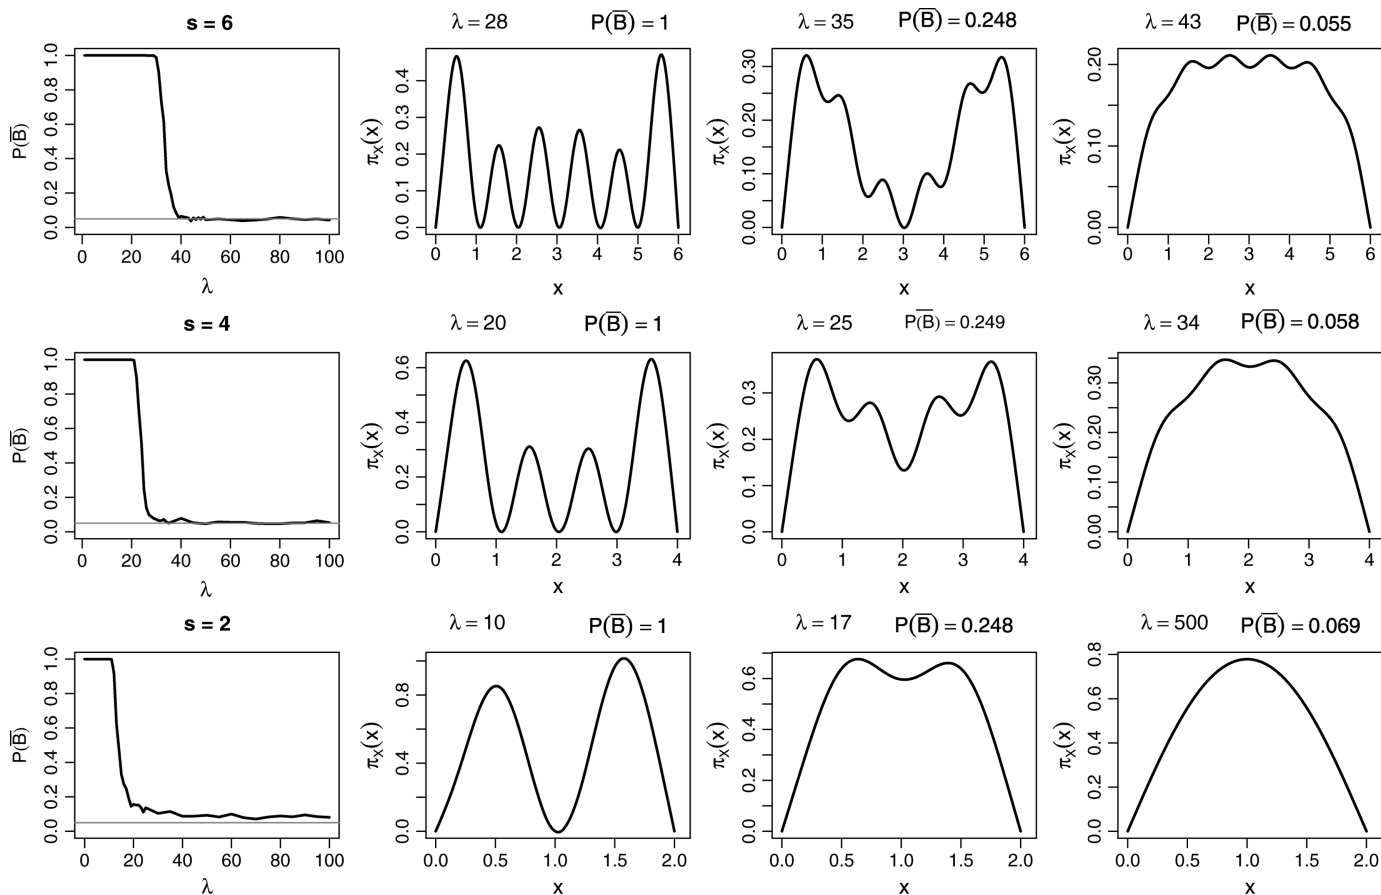 s = 6
λ = 28 P(B̅) = 1
λ = 35 P(B̅) = 0.248
λ = 43 P(B̅) = 0.055
P(B̅)
0.0 0.2 0.4 0.6 0.8 1.0
0 20 40 60 80 100
λ
πX(x)
0.0 0.1 0.2 0.3 0.4
0 1 2 3 4 5 6
x
πX(x)
0.00 0.10 0.20 0.30
0 1 2 3 4 5 6
x
πX(x)
0.00 0.10 0.20
0 1 2 3 4 5 6
x
s = 4
λ = 20 P(B̅) = 1
λ = 25 P(B̅) = 0.249
λ = 34 P(B̅) = 0.058
P(B̅)
0.0 0.2 0.4 0.6 0.8 1.0
0 20 40 60 80 100
λ
πX(x)
0.0 0.2 0.4 0.6
0 1 2 3 4
x
πX(x)
0.0 0.1 0.2 0.3
0 1 2 3 4
x
πX(x)
0.00 0.10 0.20 0.30
0 1 2 3 4
x
s = 2
λ = 10 P(B̅) = 1
λ = 17 P(B̅) = 0.248
λ = 500 P(B̅) = 0.069
P(B̅)
0.0 0.2 0.4 0.6 0.8 1.0
0 20 40 60 80 100
λ
πX(x)
0.0 0.4 0.8
0.0 0.5 1.0 1.5 2.0
x
πX(x)
0.0 0.2 0.4 0.6
0.0 0.5 1.0 1.5 2.0
x
πX(x)
0.0 0.2 0.4 0.6 0.8
0.0 0.5 1.0 1.5 2.0
x